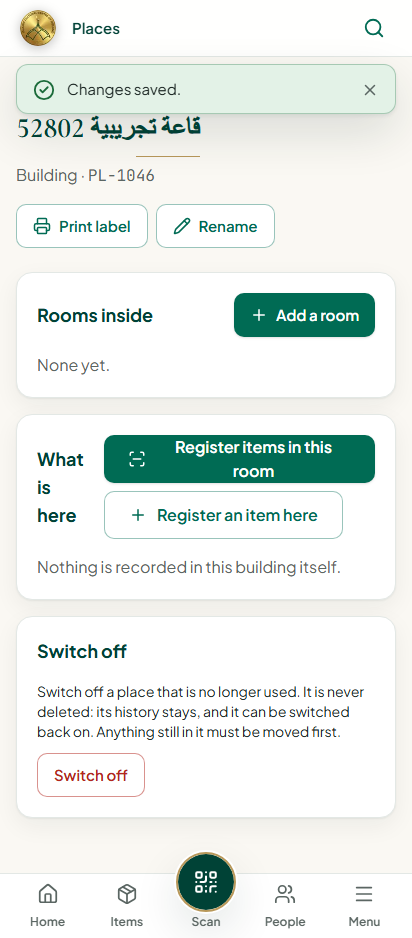 Places
Changes saved.
قاعة تجريبية 52802
Building · PL-1046
Print label
Rename
Rooms inside
Add a room
None yet.
What
is
here
Register items in this
room
Register an item here
Nothing is recorded in this building itself.
Switch off
Switch off a place that is no longer used. It is never
deleted: its history stays, and it can be switched
back on. Anything still in it must be moved first.
Switch off
Home
Items
Scan
People
Menu